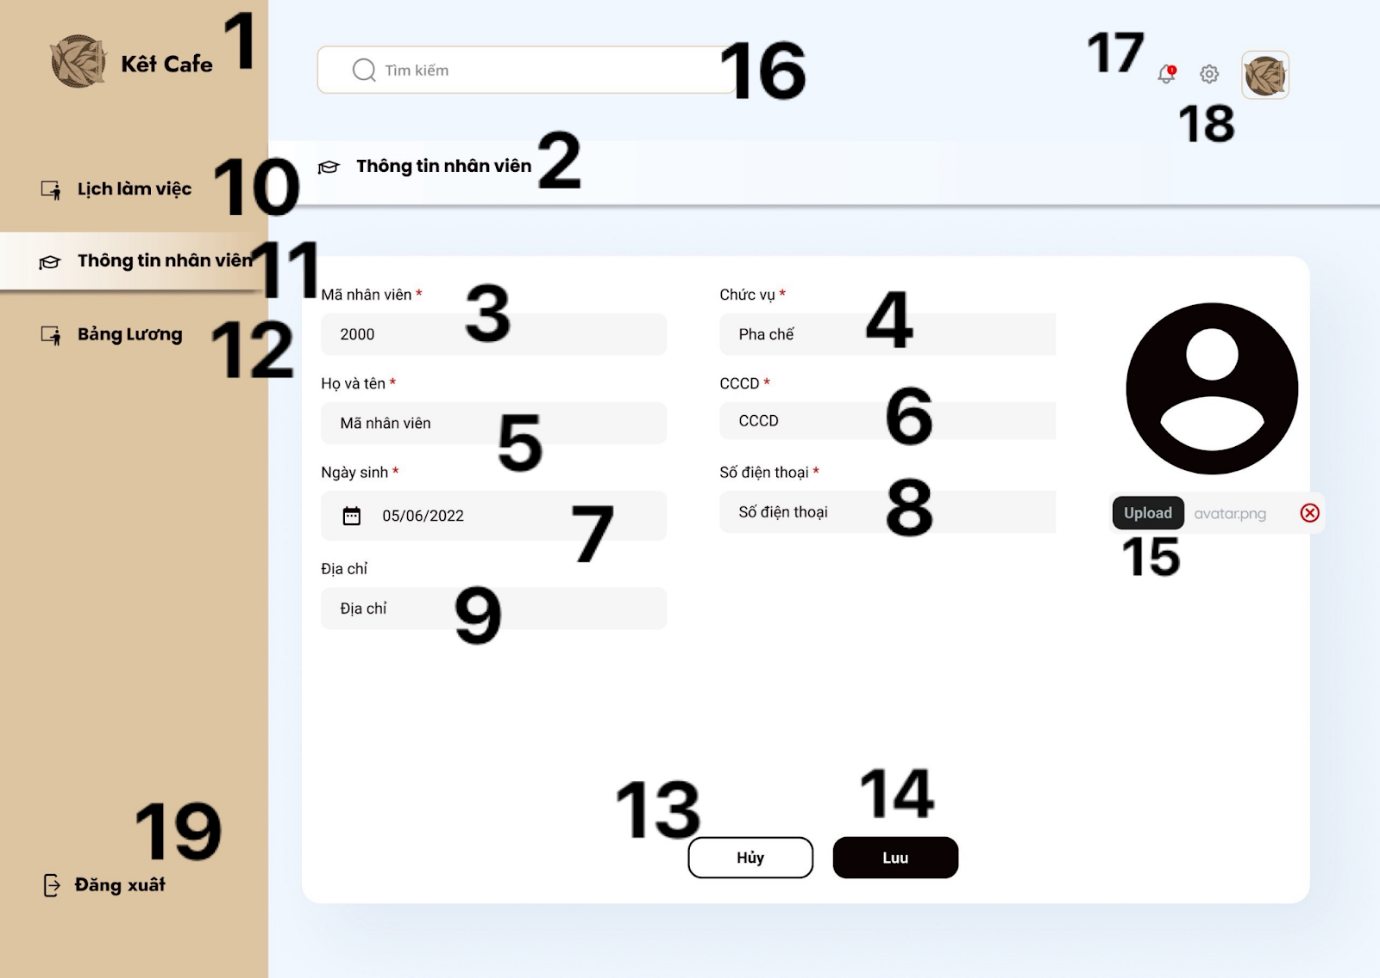 Kết Cafe
1
Tìm kiếm
16
17
1
18
Thông tin nhân viên
2
Lịch làm việc
10
Thông tin nhân viên
11
Bảng Lương
12
Mã nhân viên *
3
2000
Chức vụ *
4
Pha chế
Họ và tên *
Mã nhân viên
5
CCCD *
CCCD
6
Ngày sinh *
05/06/2022
7
Số điện thoại *
Số điện thoại
8
Upload
avatar.png
15
Địa chỉ
Địa chỉ
9
13
14
Hủy
Luu
19
Đăng xuất